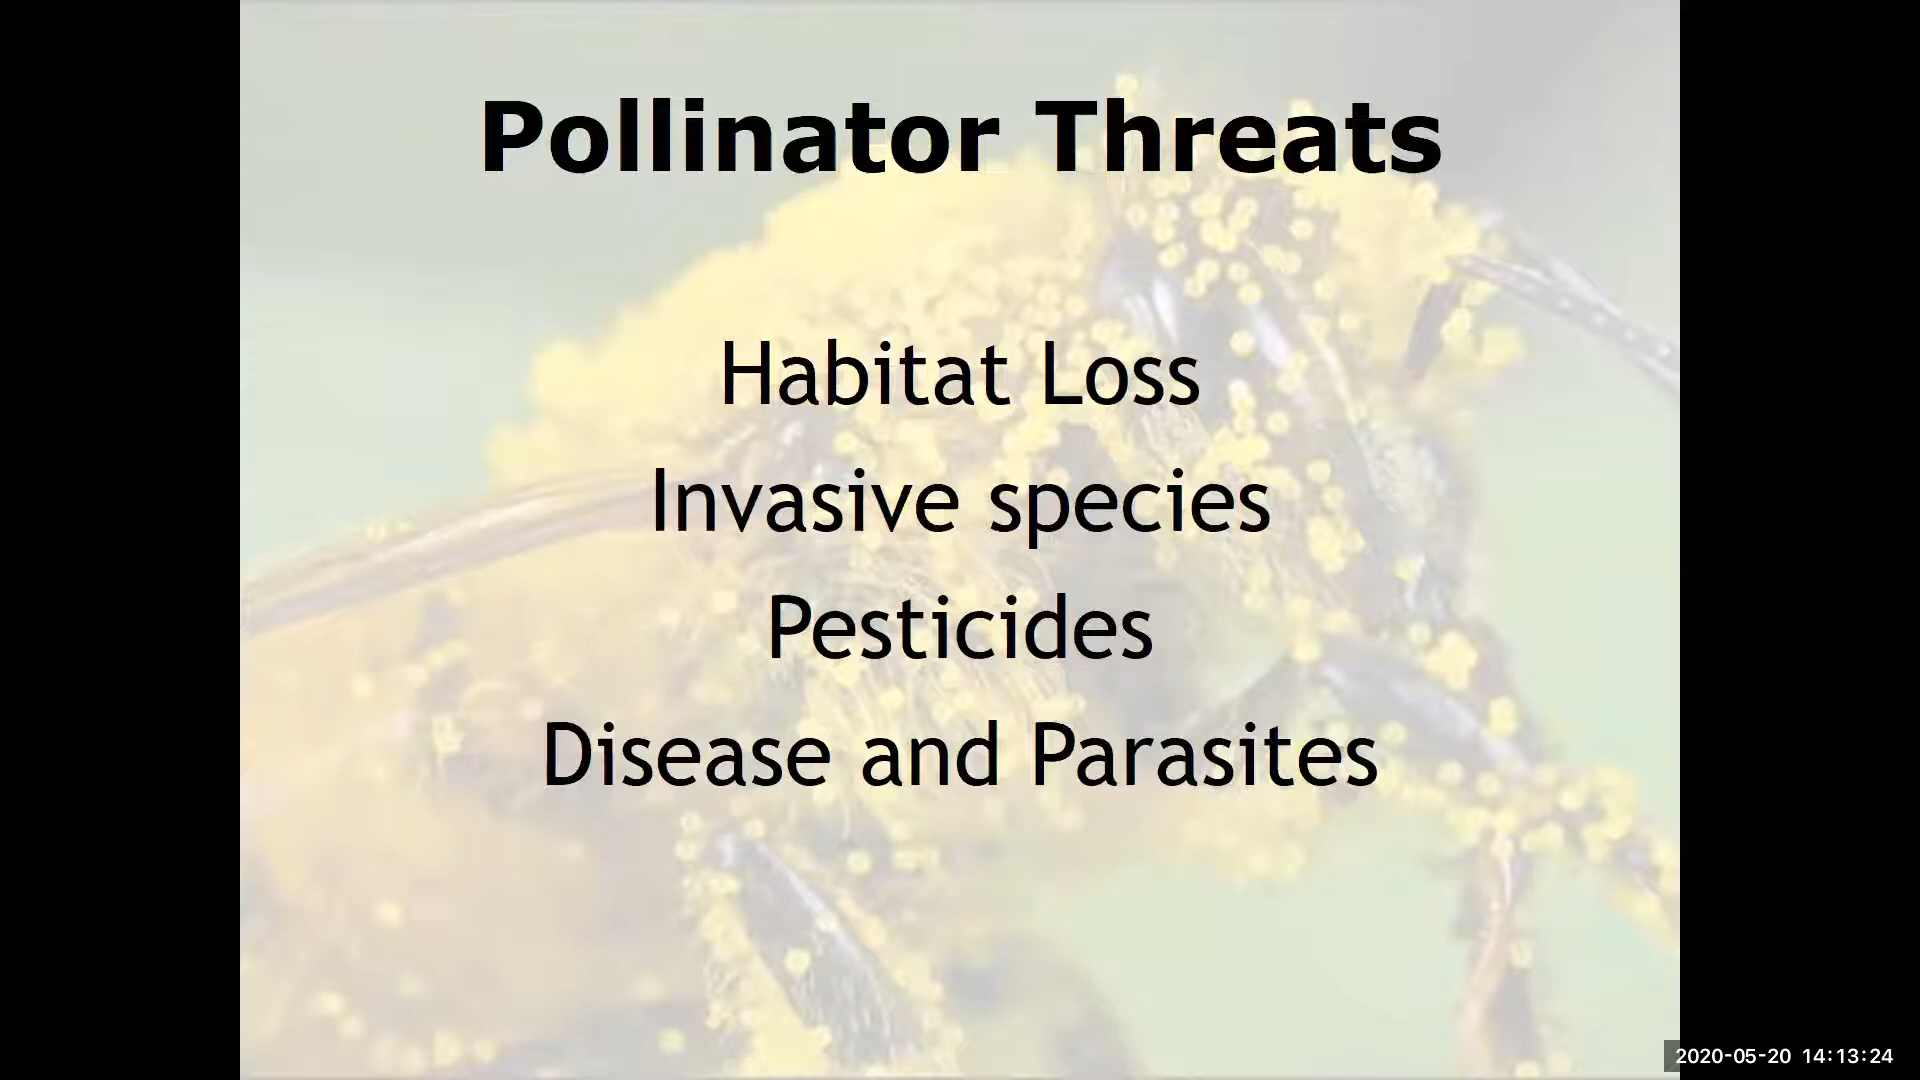 Pollinator Threats
Habitat Loss
Invasive species
Pesticides
Disease and Parasites
2020-05-20 14:13:24